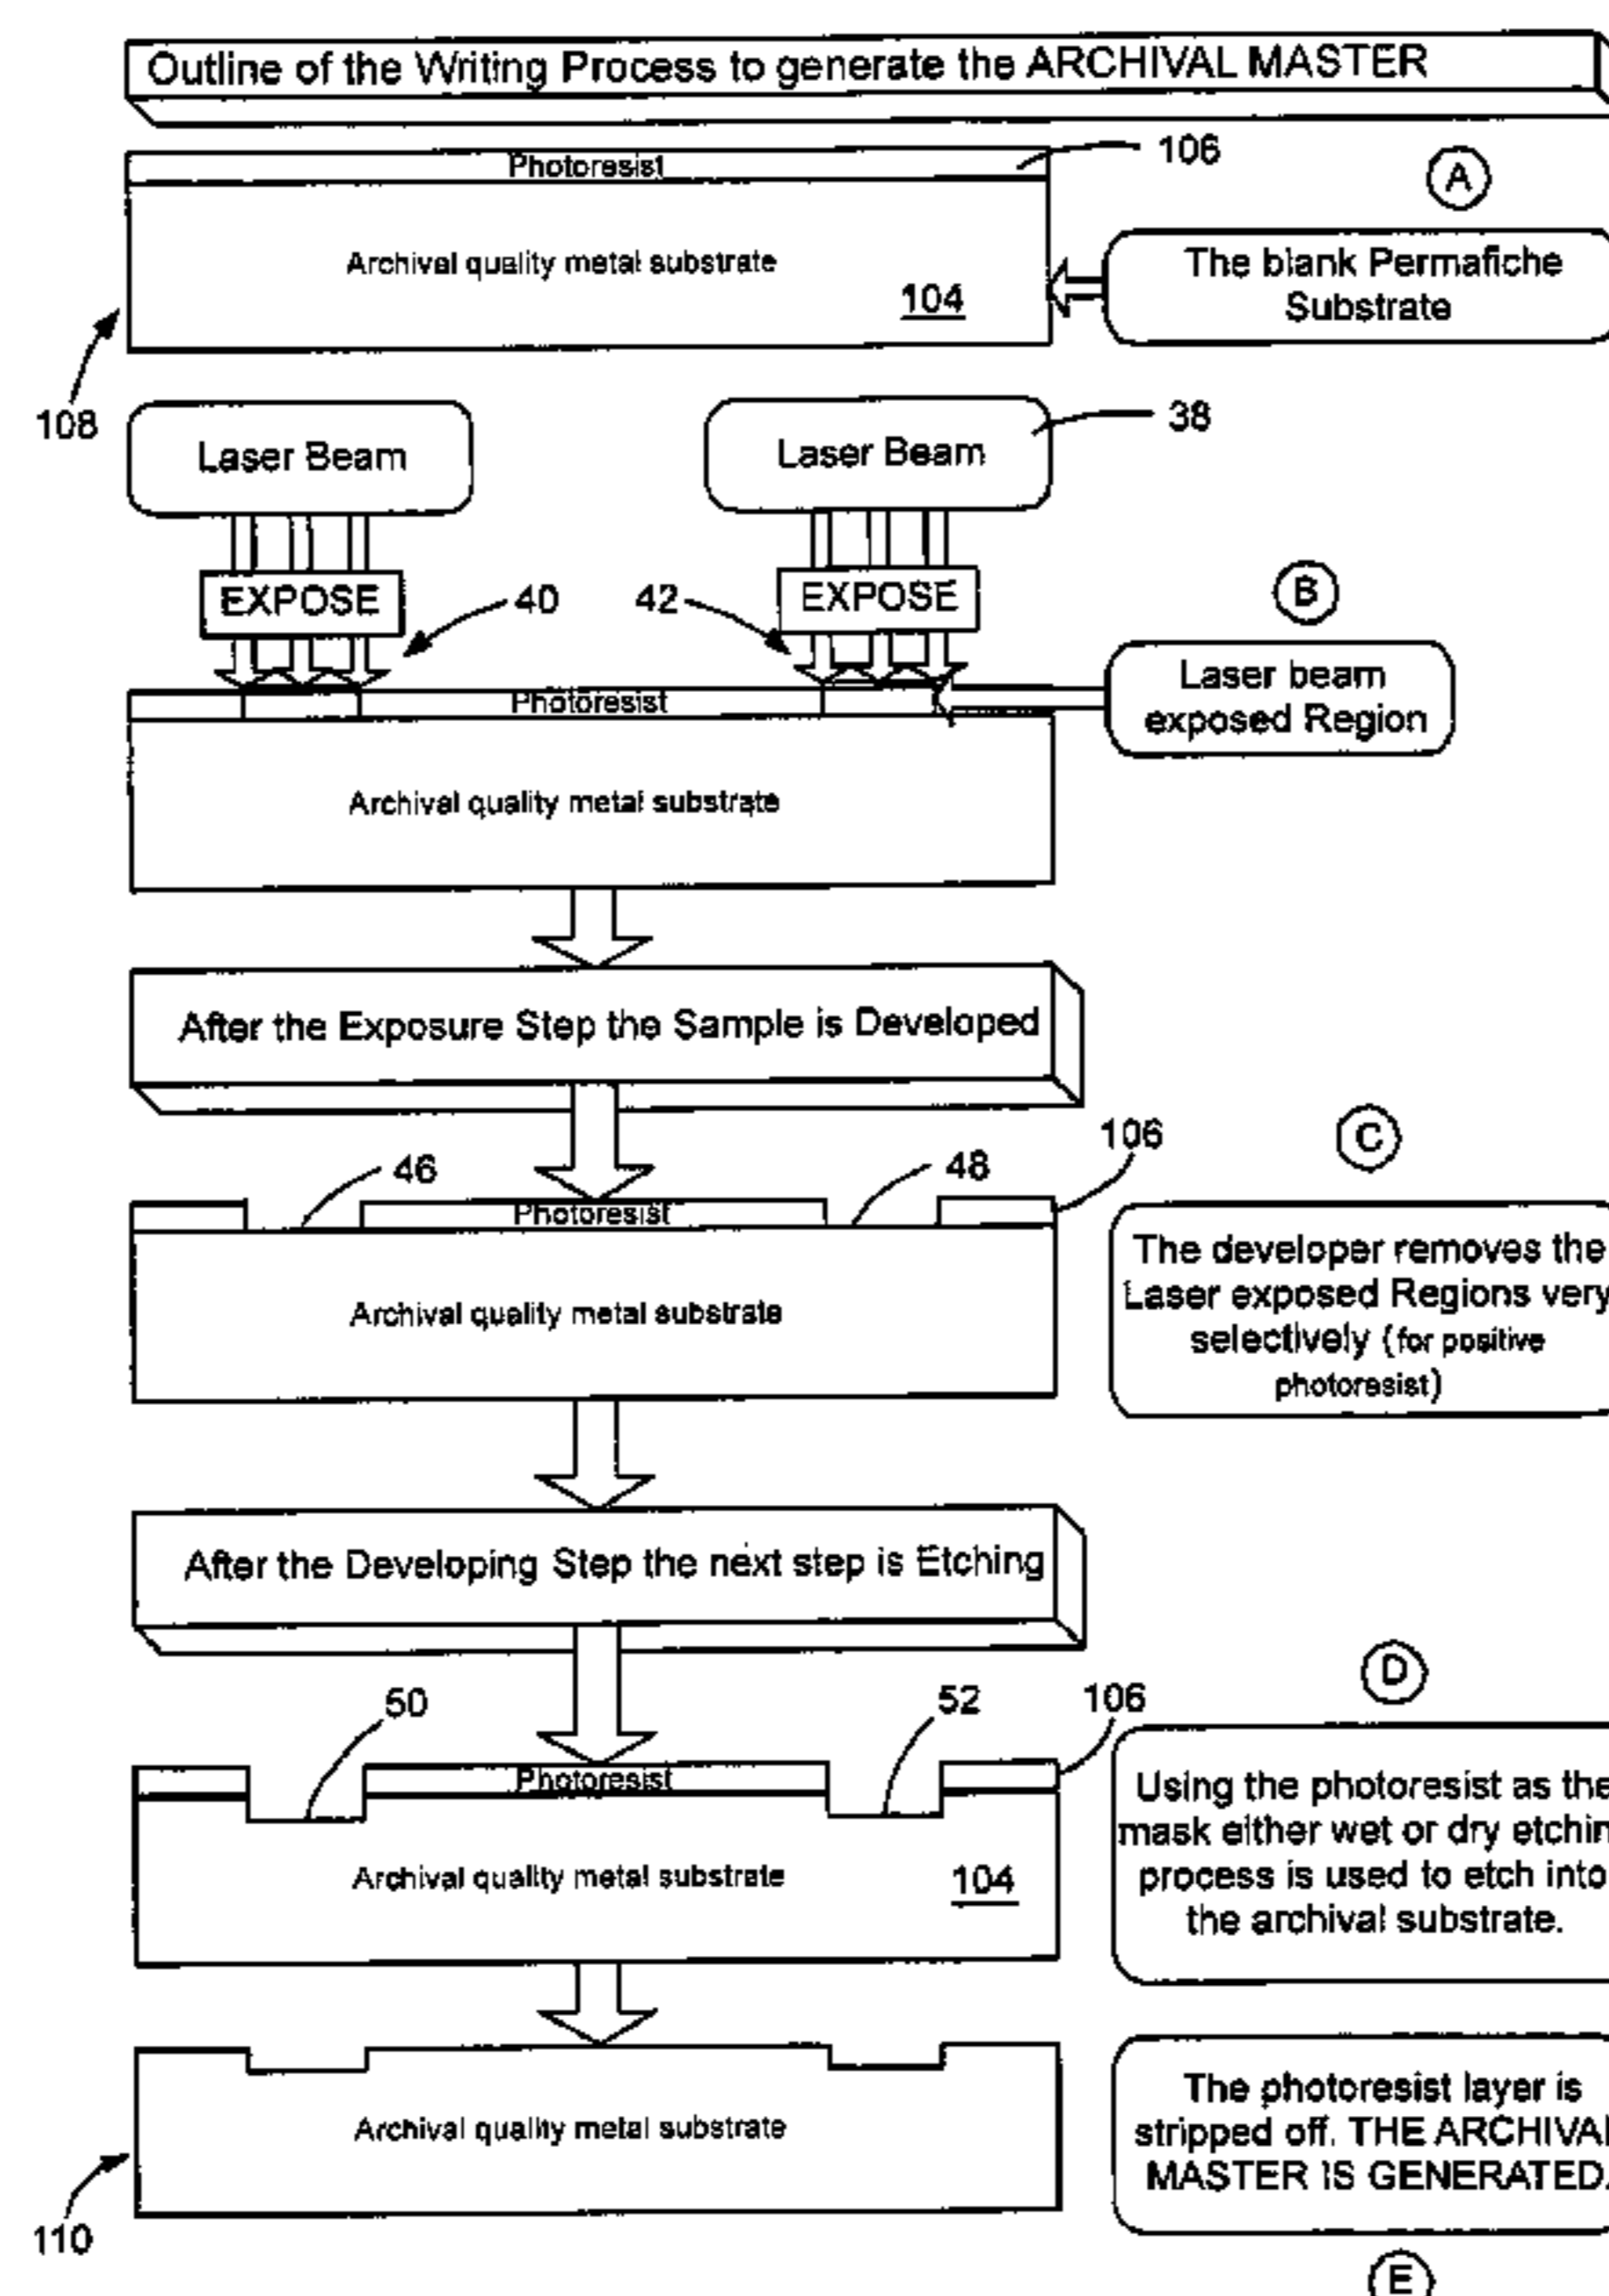 Outline of the Writing Process to generate the ARCHIVAL MASTER
Photoresist
106
A
Archival quality metal substrate
104
The blank Permafiche
Substrate
108
Laser Beam
Laser Beam
38
EXPOSE
40
42
EXPOSE
B
Photoresist
Laser beam
exposed Region
Archival quality metal substrate
After the Exposure Step the Sample is Developed
46
48
106
C
Photoresist
Archival quality metal substrate
The developer removes the
Laser exposed Regions very
selectively (for positive
photoresist)
After the Developing Step the next step is Etching
50
52
106
D
Photoresist
Archival quality metal substrate
104
Using the photoresist as the
mask either wet or dry etchin
process is used to etch into
the archival substrate.
Archival quality metal substrate
110
The photoresist layer is
stripped off. THE ARCHIVAL
MASTER IS GENERATED.
E